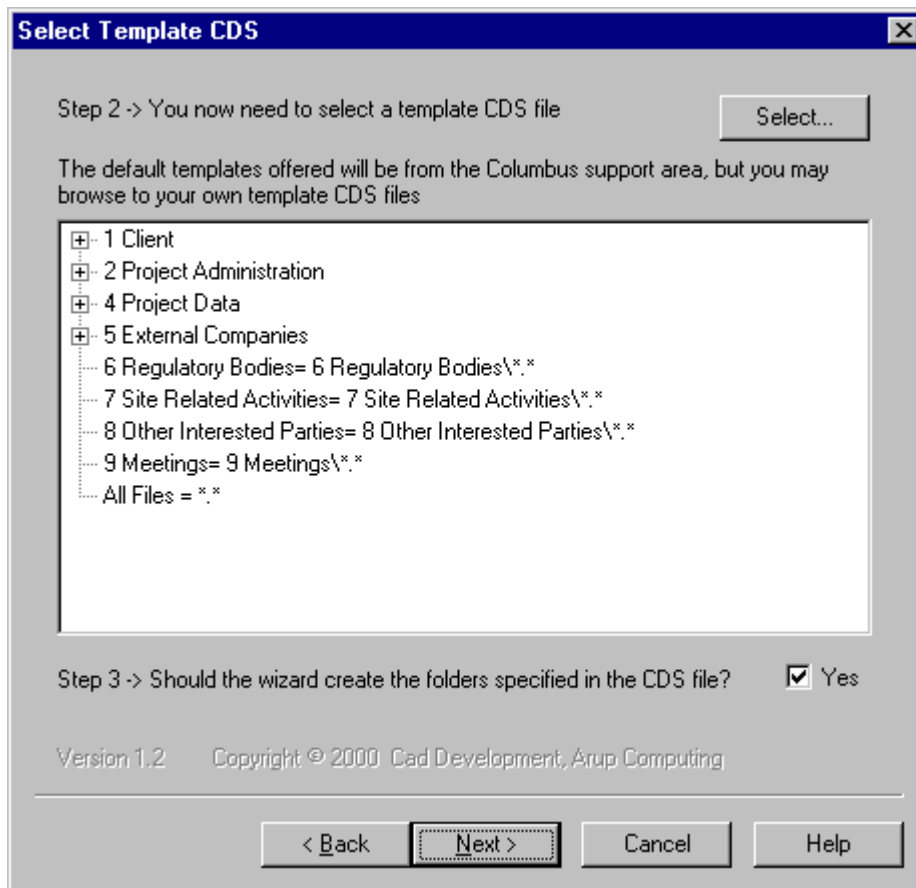 Select Template CDS
Step 2 -> You now need to select a template CDS file
Select...
The default templates offered will be from the Columbus support area, but you may
browse to your own template CDS files
1 Client
2 Project Administration
4 Project Data
5 External Companies
6 Regulatory Bodies= 6 Regulatory Bodies\*.*
7 Site Related Activities= 7 Site Related Activities\*.*
8 Other Interested Parties= 8 Other Interested Parties\*.*
9 Meetings= 9 Meetings\*.*
All Files = *.*
Step 3 -> Should the wizard create the folders specified in the CDS file?
Yes
Version 1.2 Copyright © 2000 Cad Development, Arup Computing
< Back
Next >
Cancel
Help